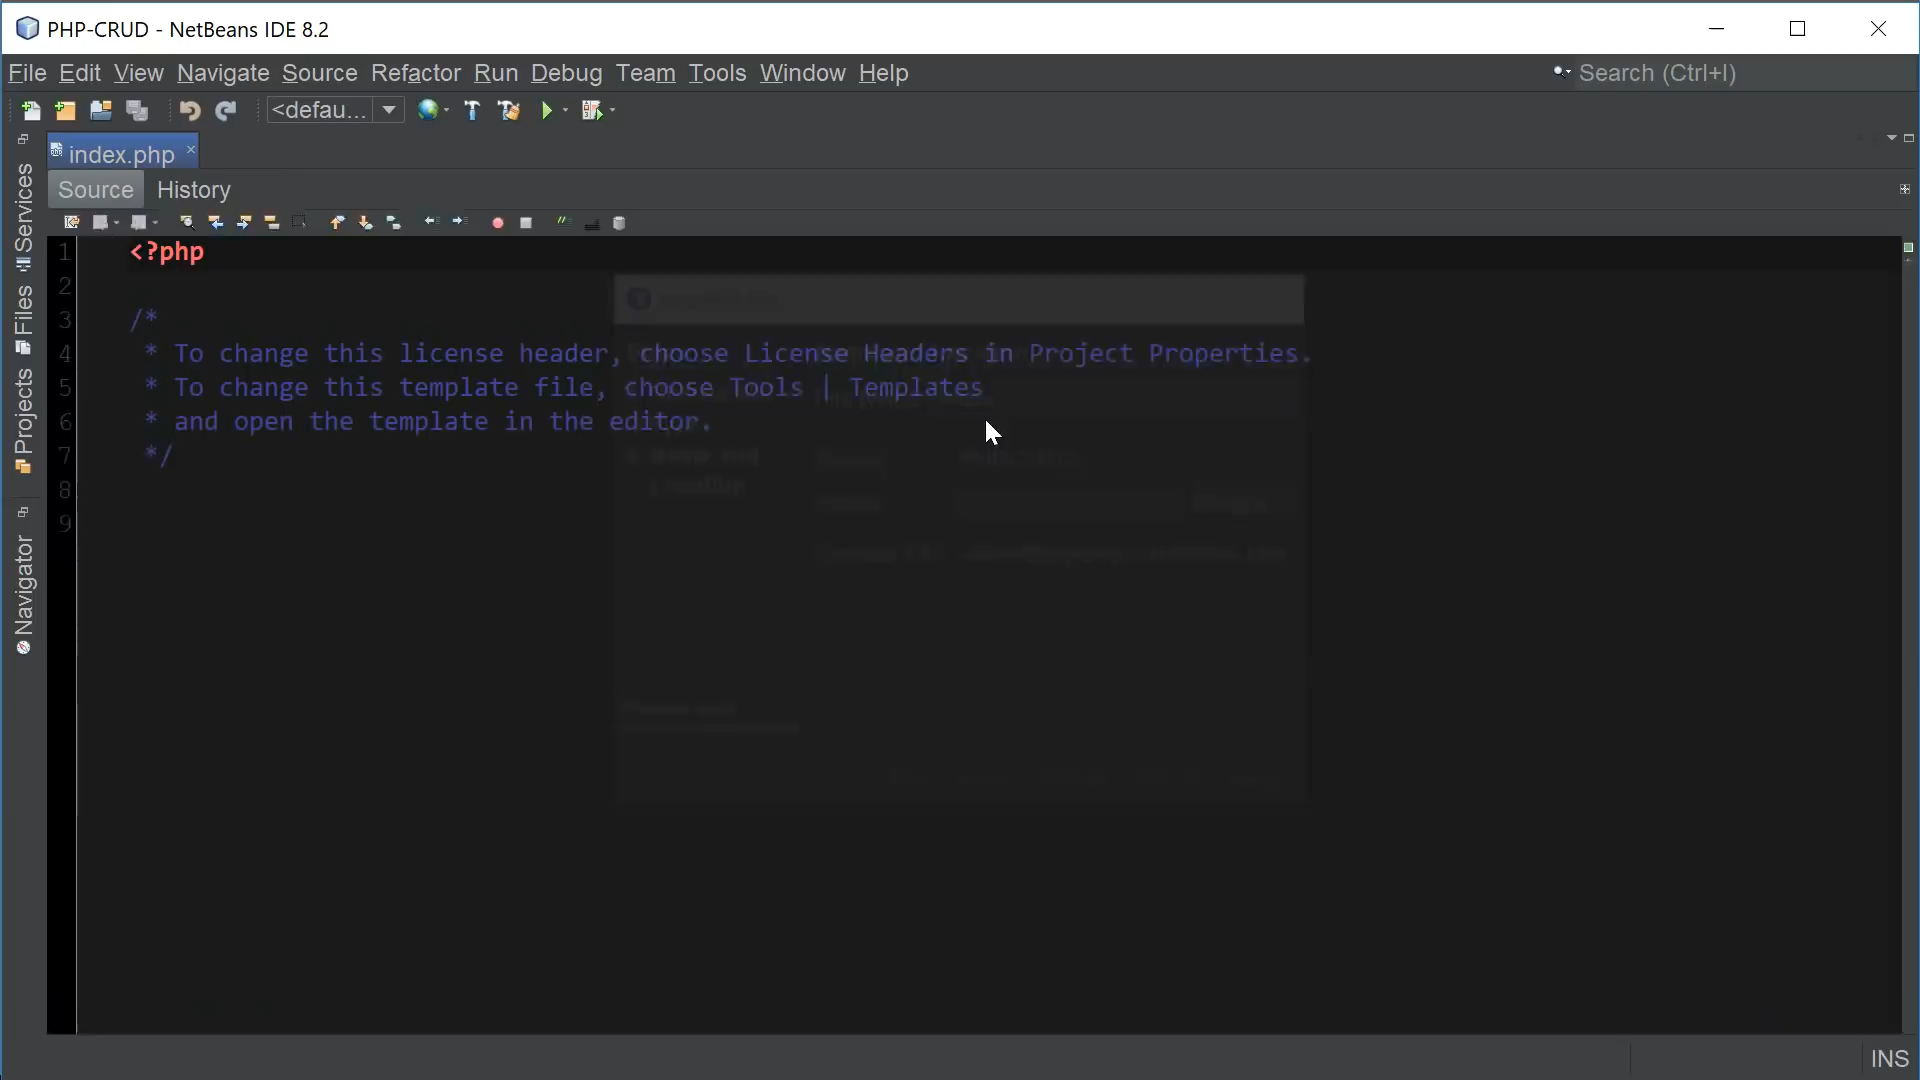 PHP-CRUD - NetBeans IDE 8.2
File Edit View Navigate Source Refactor Run Debug Team Tools Window Help
Search (Ctrl+I)
<defau...
index.php
Source History
Services
Files
Projects
Navigator
1 <?php
2
3 /*
4 * To change this license header, choose License Headers in Project Properties.
5 * To change this template file, choose Tools | Templates
6 * and open the template in the editor.
7 */
8
9
INS